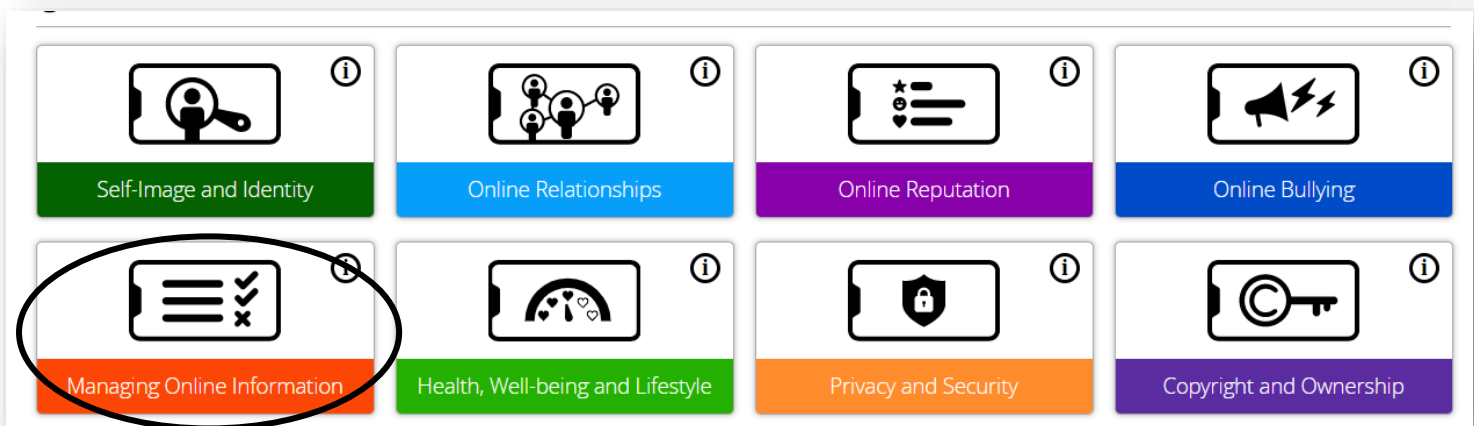 Self-Image and Identity
Online Relationships
Online Reputation
Online Bullying
Managing Online Information
Health, Well-being and Lifestyle
Privacy and Security
Copyright and Ownership